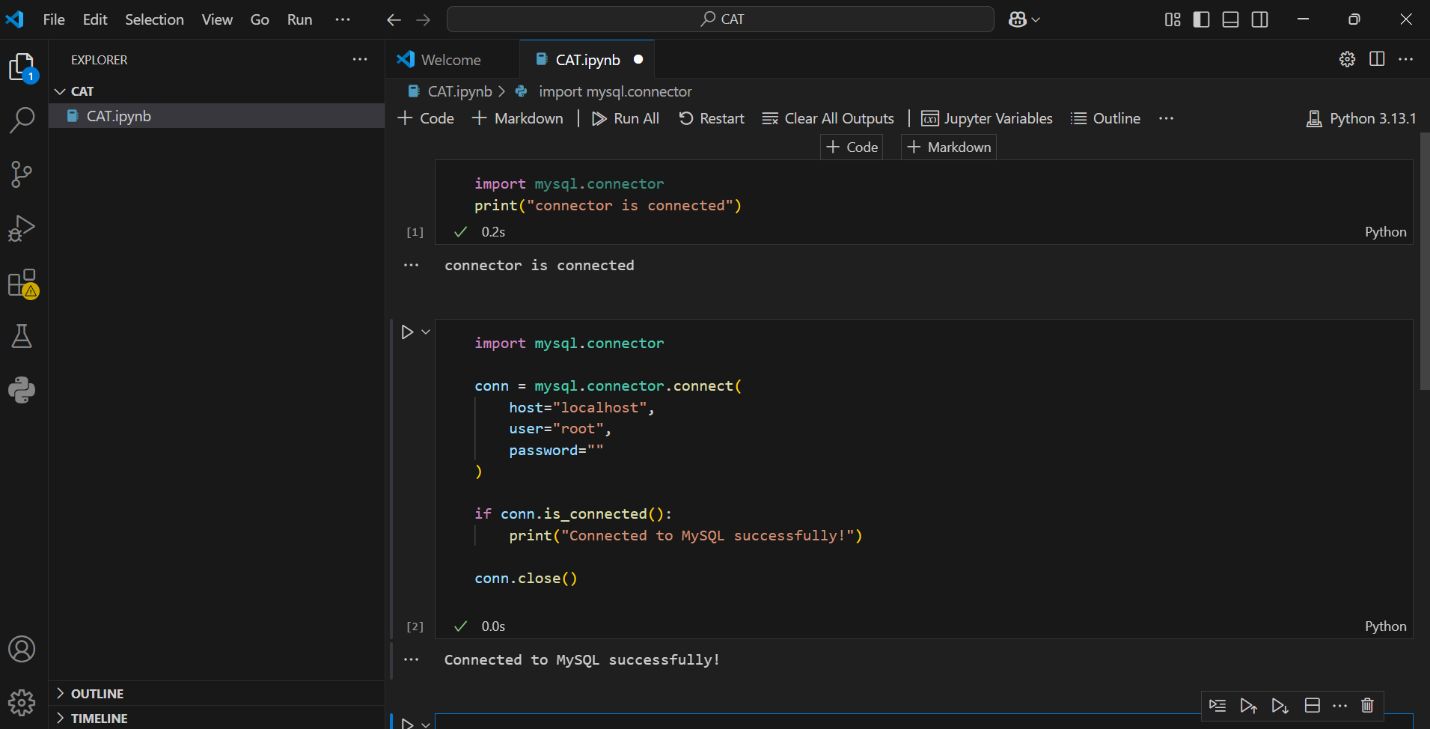 File Edit Selection View Go Run ... CAT
EXPLORER ...
Welcome CAT.ipynb
1
CAT
CAT.ipynb > import mysql.connector
CAT.ipynb
+ Code + Markdown | Run All Restart Clear All Outputs | Jupyter Variables Outline ... Python 3.13.1
+ Code + Markdown
import mysql.connector
print("connector is connected")
[1] ✓ 0.2s Python
... connector is connected
import mysql.connector
conn = mysql.connector.connect(
host="localhost",
user="root",
password=""
)
if conn.is_connected():
print("Connected to MySQL successfully!")
conn.close()
[2] ✓ 0.0s Python
... Connected to MySQL successfully!
OUTLINE
TIMELINE